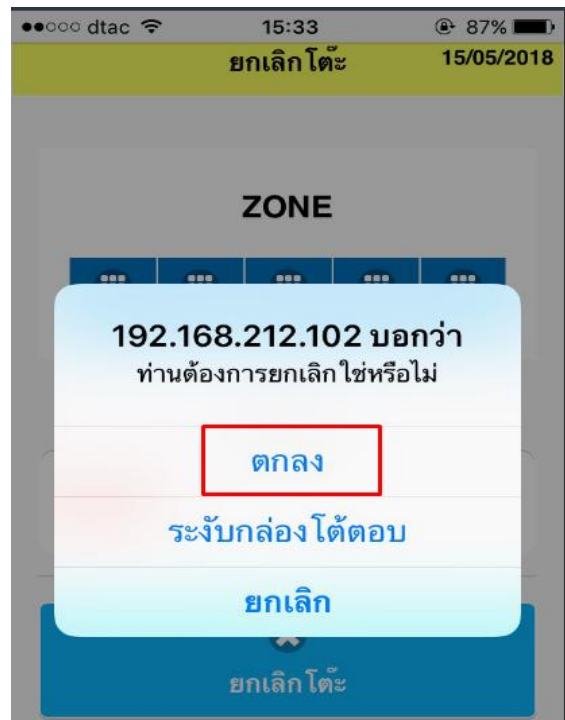 dtac 15:33 87%
ยกเลิกโต๊ะ 15/05/2018
ZONE
192.168.212.102 บอกว่า
ท่านต้องการยกเลิก ใช่หรือไม่
ตกลง
ระงับกล่องโต้ตอบ
ยกเลิก
ยกเลิกโต๊ะ